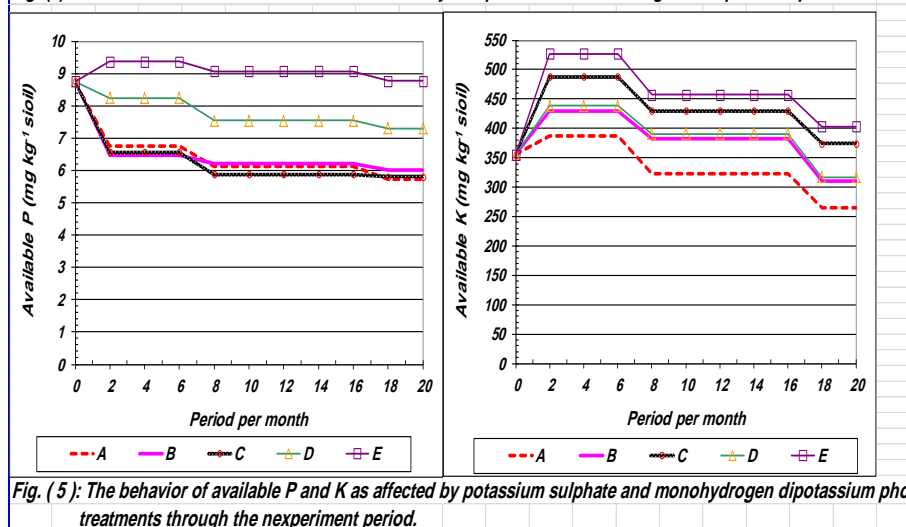 10
9
8
7
6
5
4
3
2
1
0
Available P (mg kg-1 sioil)
0 2 4 6 8 10 12 14 16 18 20
Period per month
A B C D E
550
500
450
400
350
300
250
200
150
100
50
0
Available K (mg kg-1 sioil)
0 2 4 6 8 10 12 14 16 18 20
Period per month
A B C D E
Fig. ( 5 ): The behavior of available P and K as affected by potassium sulphate and monohydrogen dipotassium pho
treatments through the nexperiment period.